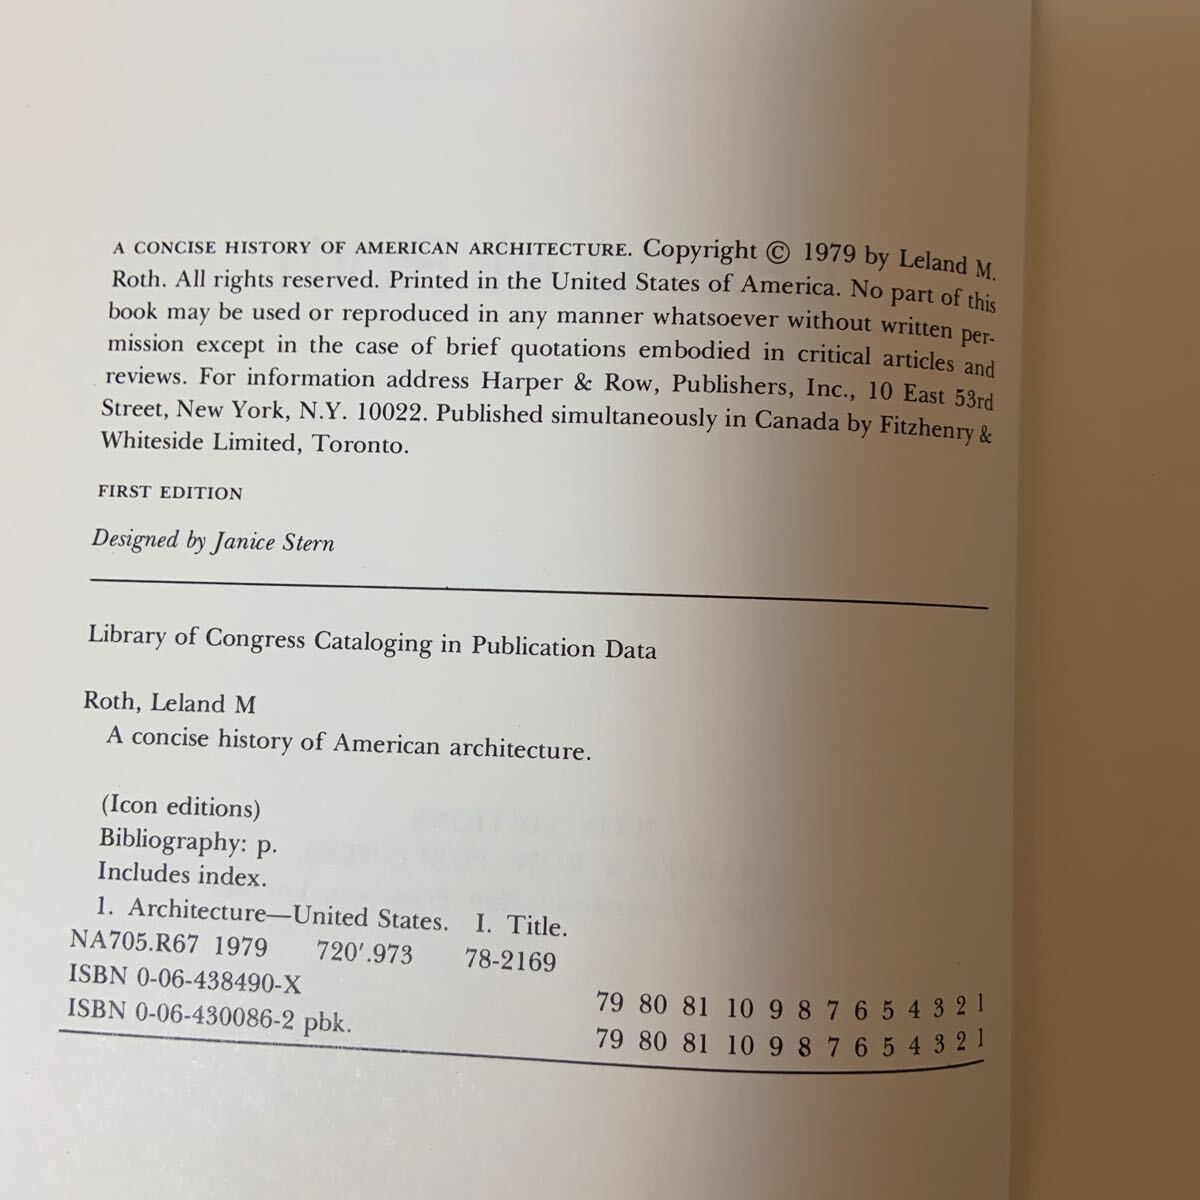 A CONCISE HISTORY OF AMERICAN ARCHITECTURE. Copyright © 1979 by Leland M.
Roth. All rights reserved. Printed in the United States of America. No part of this
book may be used or reproduced in any manner whatsoever without written per-
mission except in the case of brief quotations embodied in critical articles and
reviews. For information address Harper & Row, Publishers, Inc., 10 East 53rd
Street, New York, N.Y. 10022. Published simultaneously in Canada by Fitzhenry &
Whiteside Limited, Toronto.
FIRST EDITION
Designed by Janice Stern
Library of Congress Cataloging in Publication Data
Roth, Leland M
A concise history of American architecture.
(Icon editions)
Bibliography: p.
Includes index.
1. Architecture—United States. I. Title.
NA705.R67 1979 720'.973 78-2169
ISBN 0-06-438490-X 79 80 81 10 9 8 7 6 5 4 3 2 1
ISBN 0-06-430086-2 pbk. 79 80 81 10 9 8 7 6 5 4 3 2 1